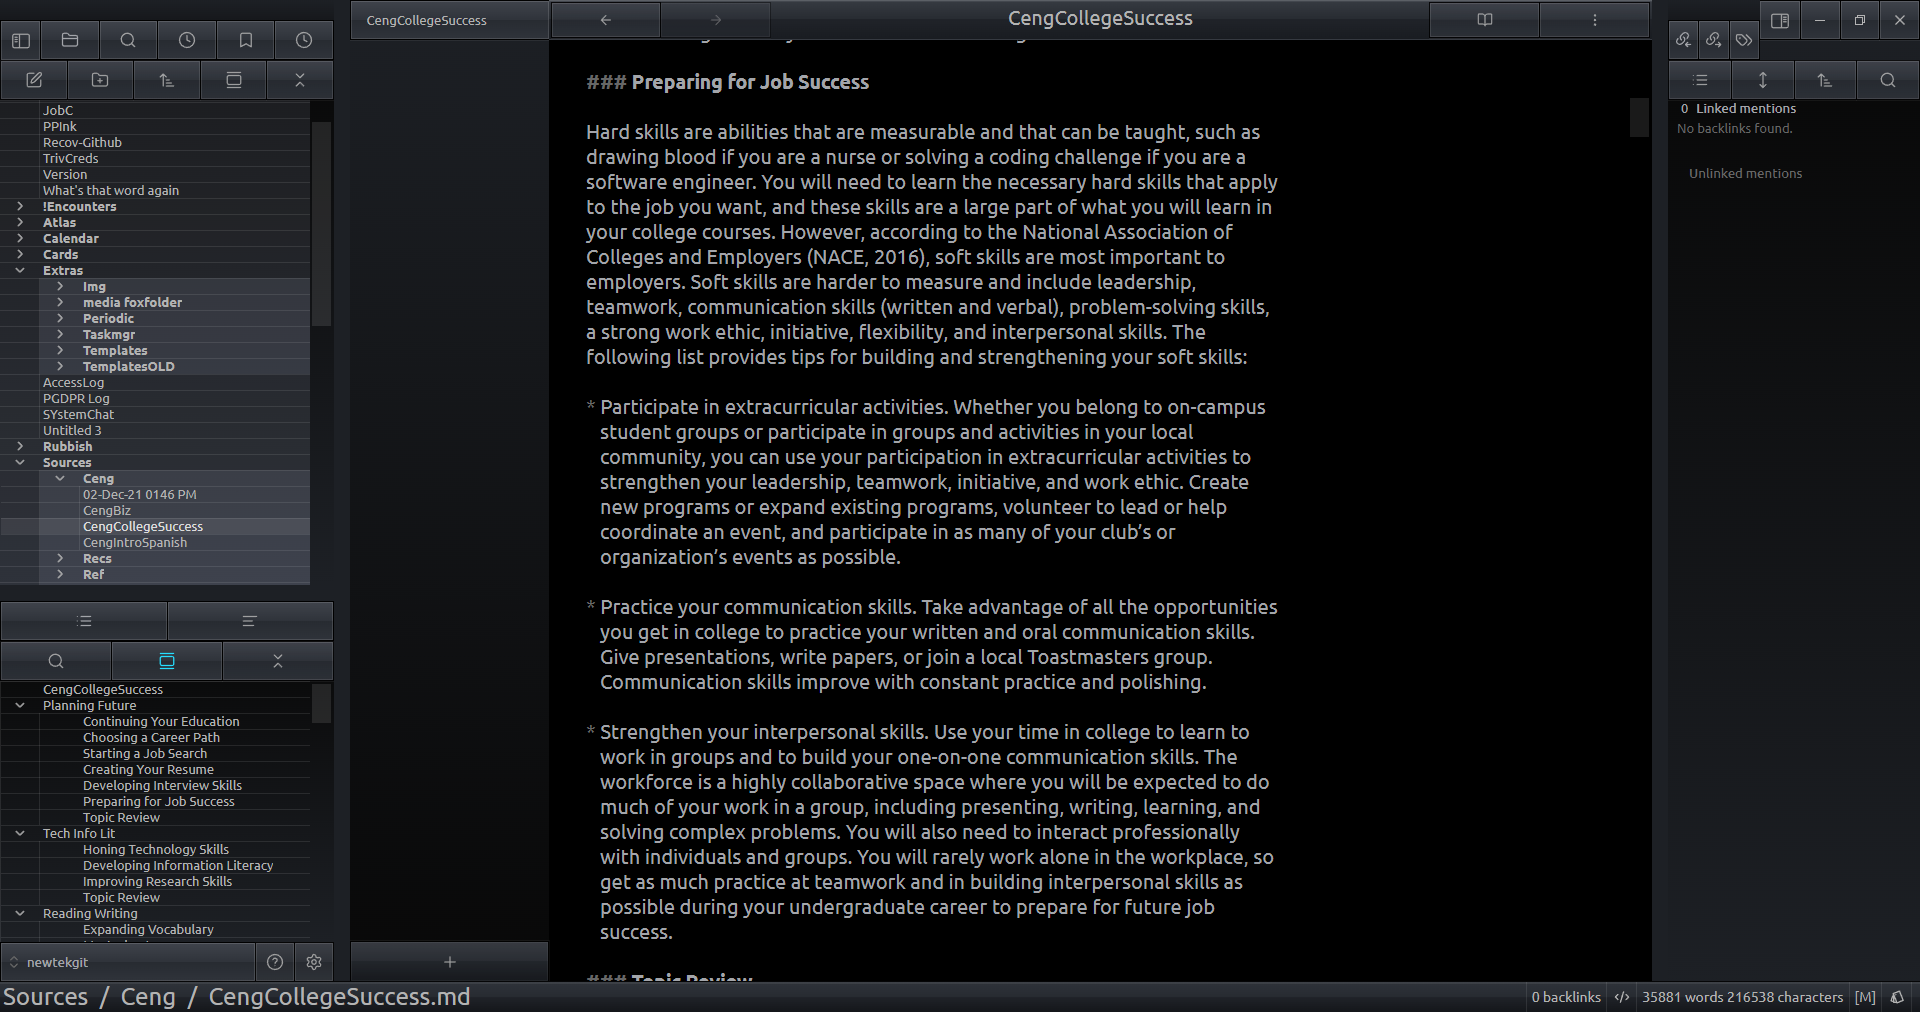 CengCollegeSuccess
CengCollegeSuccess
JobC
PPInk
Recov-Github
TrivCreds
Version
What's that word again
!Encounters
Atlas
Calendar
Cards
Extras
Img
media foxfolder
Periodic
Taskmgr
Templates
TemplatesOLD
AccessLog
PGDPR Log
SYstemChat
Untitled 3
Rubbish
Sources
Ceng
02-Dec-21 0146 PM
CengBiz
CengCollegeSuccess
CengIntroSpanish
Recs
Ref
CengCollegeSuccess
Planning Future
Continuing Your Education
Choosing a Career Path
Starting a Job Search
Creating Your Resume
Developing Interview Skills
Preparing for Job Success
Topic Review
Tech Info Lit
Honing Technology Skills
Developing Information Literacy
Improving Research Skills
Topic Review
Reading Writing
Expanding Vocabulary
newtekgit
### Preparing for Job Success
Hard skills are abilities that are measurable and that can be taught, such as
drawing blood if you are a nurse or solving a coding challenge if you are a
software engineer. You will need to learn the necessary hard skills that apply
to the job you want, and these skills are a large part of what you will learn in
your college courses. However, according to the National Association of
Colleges and Employers (NACE, 2016), soft skills are most important to
employers. Soft skills are harder to measure and include leadership,
teamwork, communication skills (written and verbal), problem-solving skills,
a strong work ethic, initiative, flexibility, and interpersonal skills. The
following list provides tips for building and strengthening your soft skills:
* Participate in extracurricular activities. Whether you belong to on-campus
student groups or participate in groups and activities in your local
community, you can use your participation in extracurricular activities to
strengthen your leadership, teamwork, initiative, and work ethic. Create
new programs or expand existing programs, volunteer to lead or help
coordinate an event, and participate in as many of your club’s or
organization’s events as possible.
* Practice your communication skills. Take advantage of all the opportunities
you get in college to practice your written and oral communication skills.
Give presentations, write papers, or join a local Toastmasters group.
Communication skills improve with constant practice and polishing.
* Strengthen your interpersonal skills. Use your time in college to learn to
work in groups and to build your one-on-one communication skills. The
workforce is a highly collaborative space where you will be expected to do
much of your work in a group, including presenting, writing, learning, and
solving complex problems. You will also need to interact professionally
with individuals and groups. You will rarely work alone in the workplace, so
get as much practice at teamwork and in building interpersonal skills as
possible during your undergraduate career to prepare for future job
success.
### Topic Review
0 Linked mentions
No backlinks found.
Unlinked mentions
Sources / Ceng / CengCollegeSuccess.md
0 backlinks </> 35881 words 216538 characters [M]